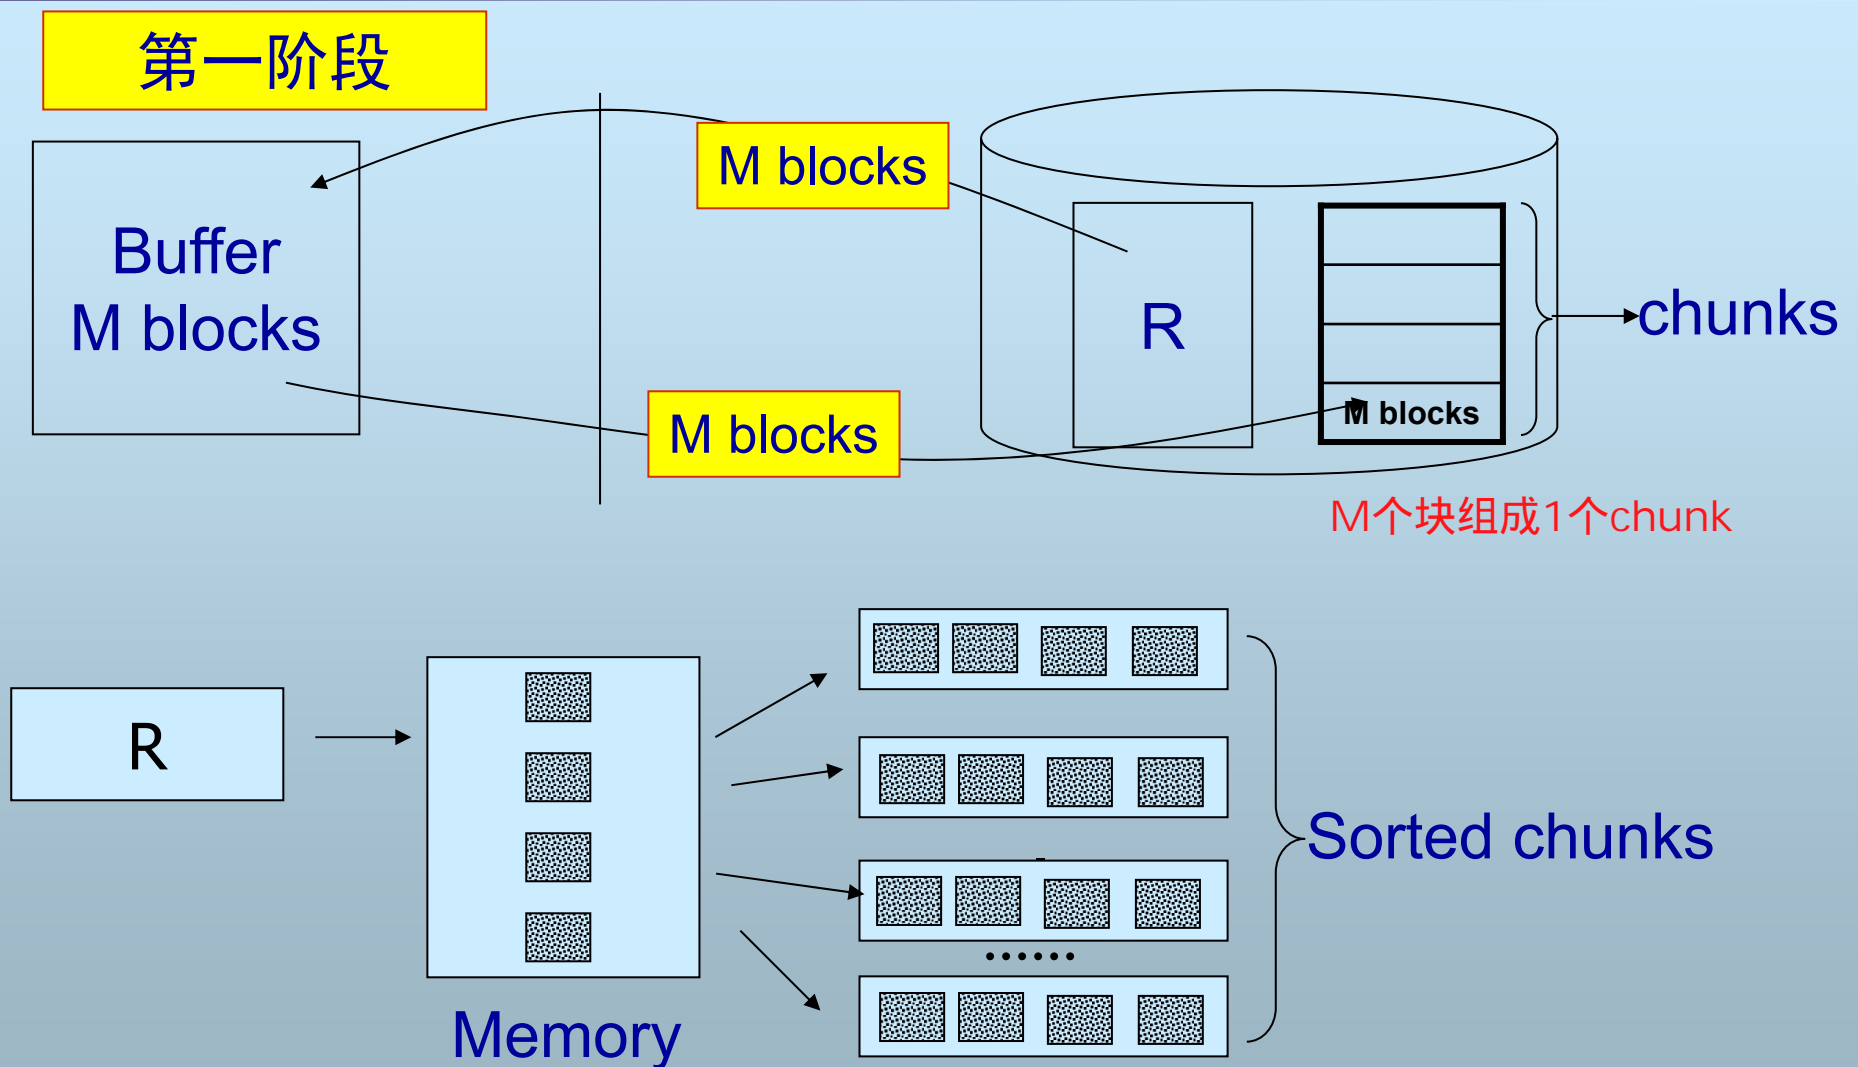 第一阶段
M blocks
Buffer
M blocks
R
chunks
M blocks
M blocks
M个块组成1个chunk
R
Sorted chunks
......
Memory